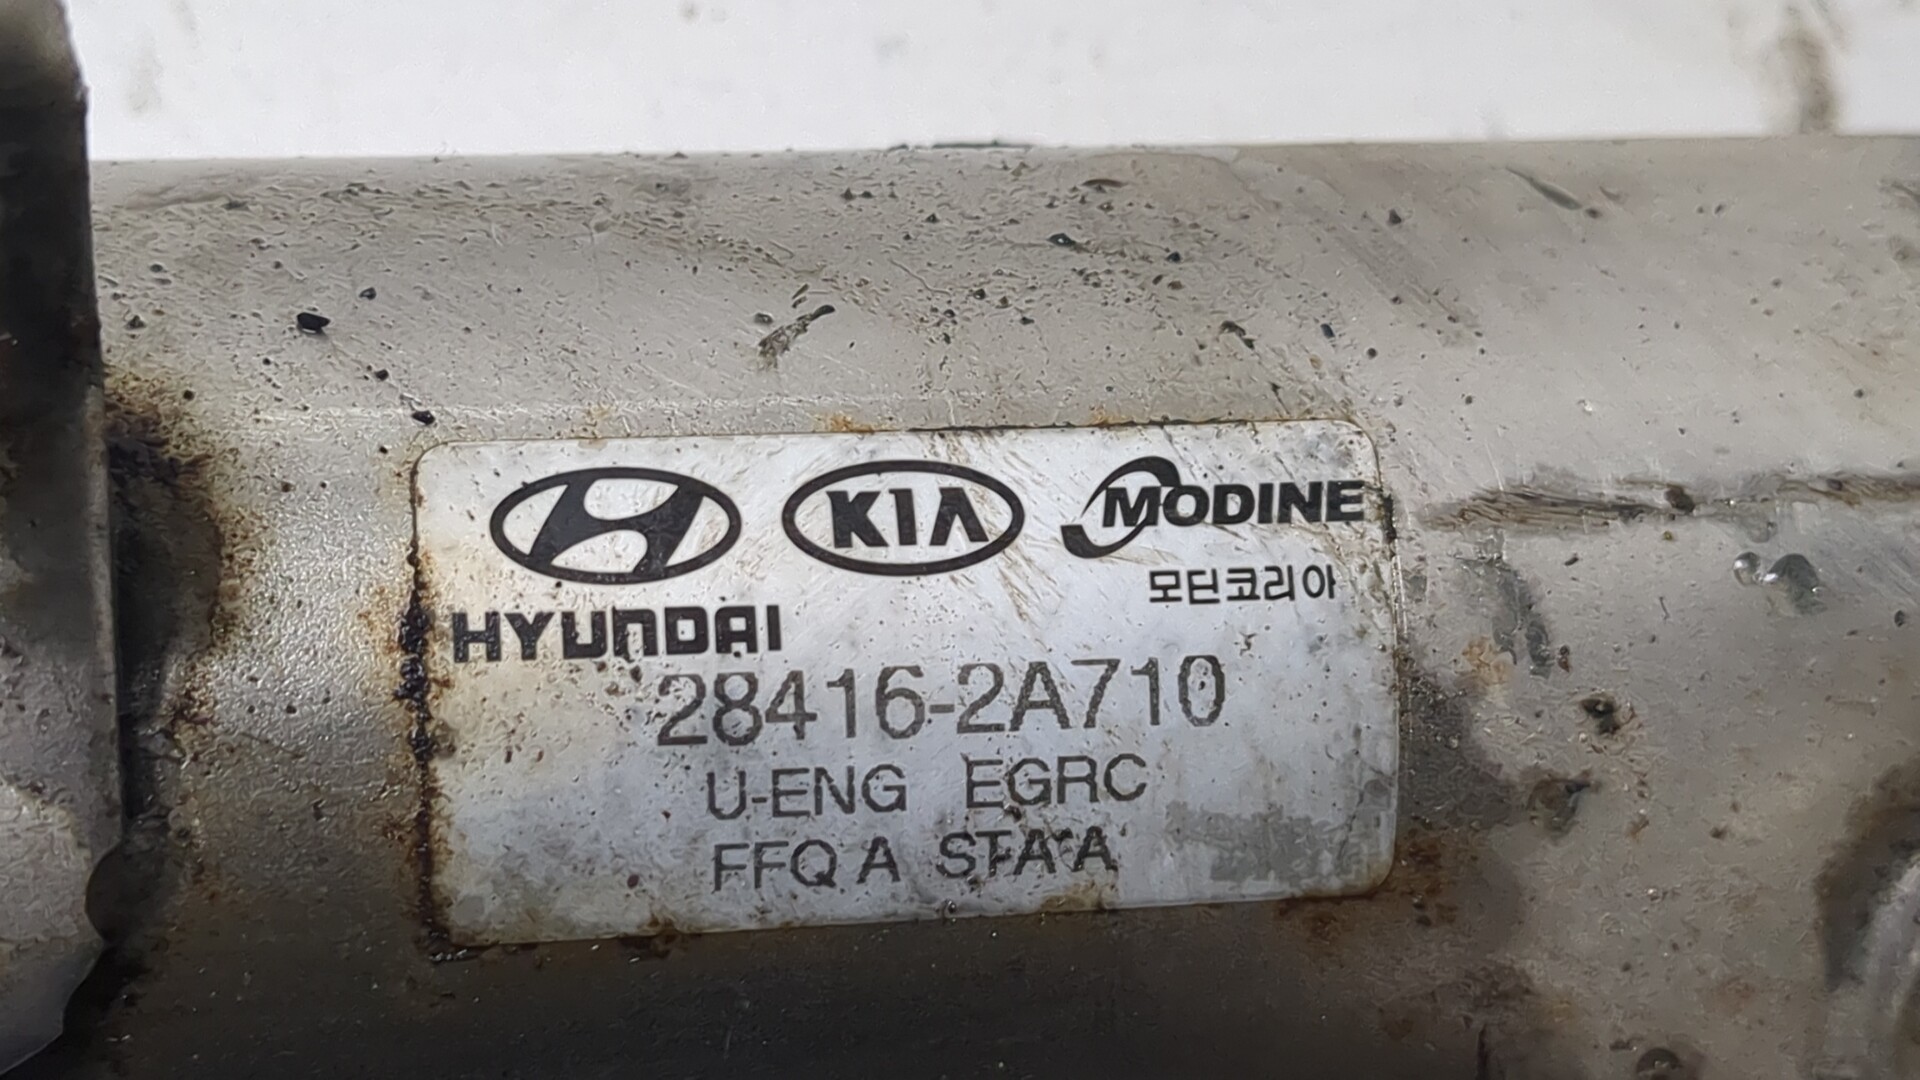 KIA MODINE
모딘코리아
HYUNDAI
28416-2A710
U-ENG EGRC
FFQ A STA*A